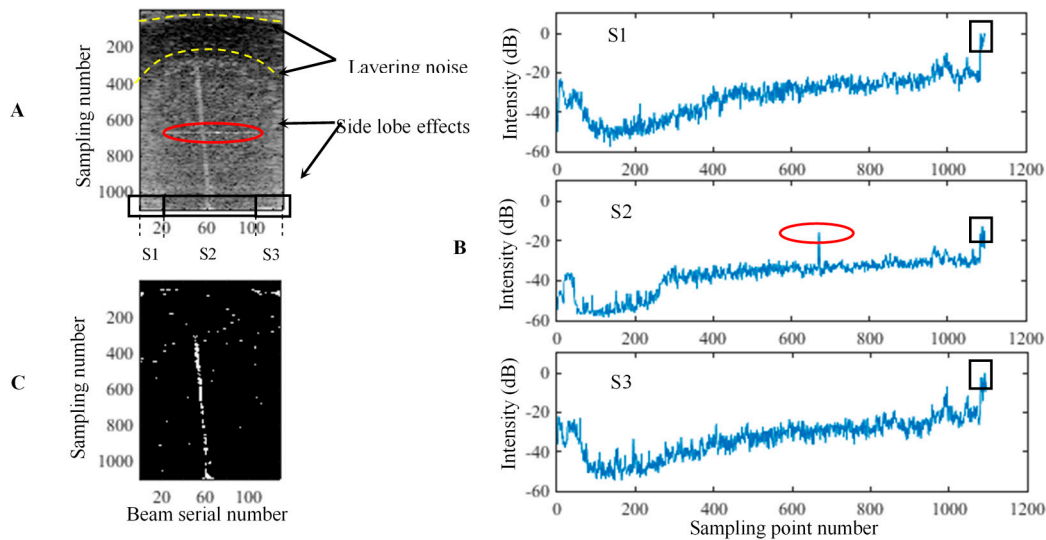 A
Sampling number
200
400
600
800
1000
20 60 100
S1 S2 S3
Lavering noise
Side lobe effects
B
S1
Intensity (dB)
0
-20
-40
-60
0 200 400 600 800 1000 1200
S2
Intensity (dB)
0
-20
-40
-60
0 200 400 600 800 1000 1200
S3
Intensity (dB)
0
-20
-40
-60
0 200 400 600 800 1000 1200
Sampling point number
C
Sampling number
200
400
600
800
1000
20 60 100
Beam serial number